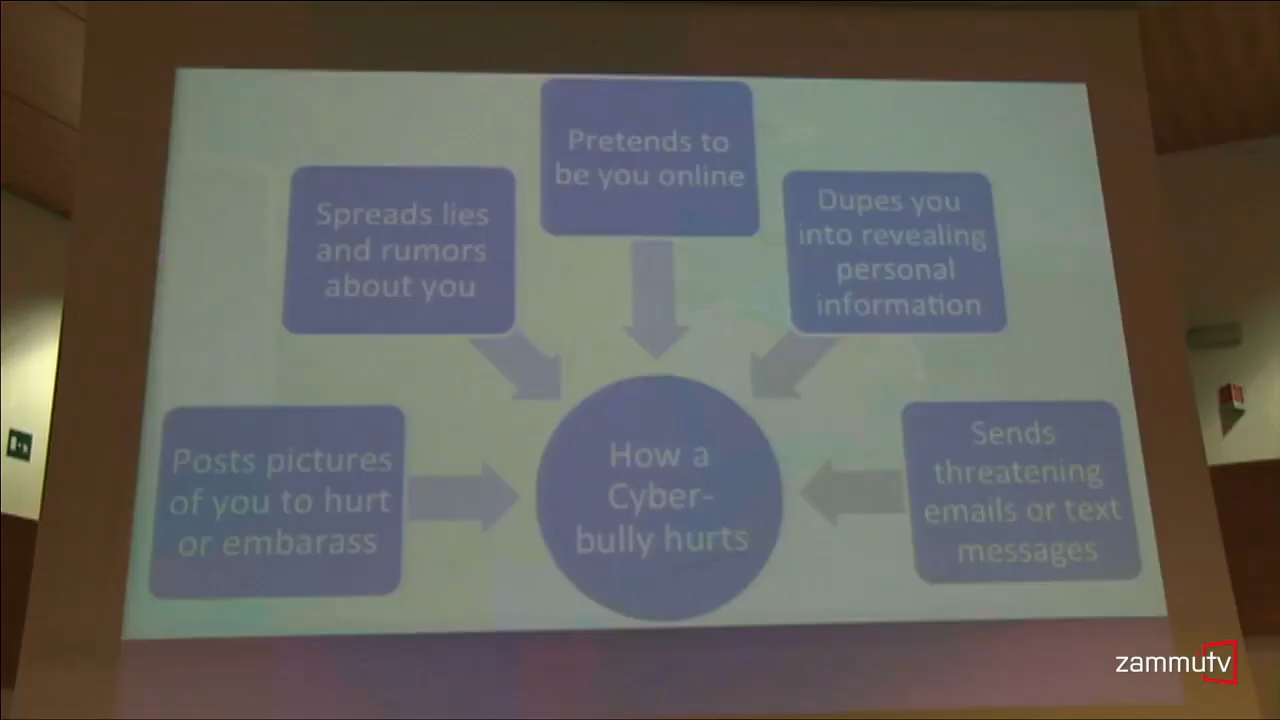 Pretends to
be you online
Spreads lies
and rumors
about you
Dupes you
into revealing
personal
information
Posts pictures
of you to hurt
or embarass
How a
Cyber-
bully hurts
Sends
threatening
emails or text
messages
zammutv